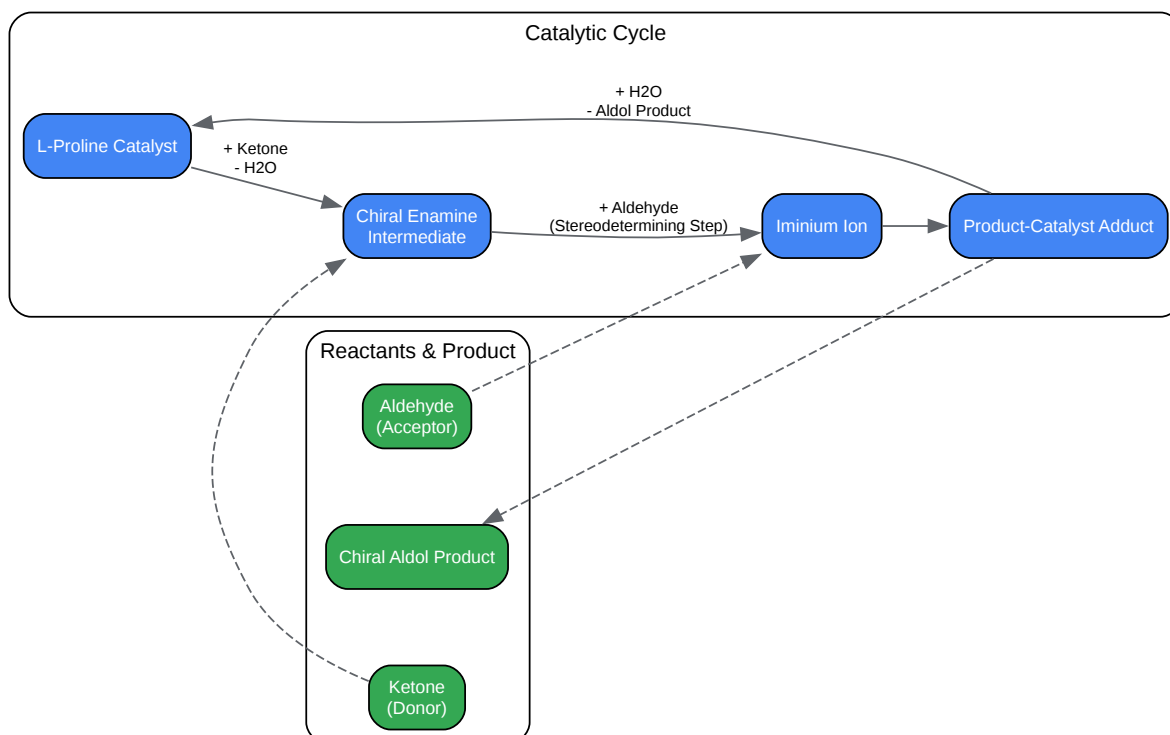 Catalytic Cycle
+ H2O
- Aldol Product
L-Proline Catalyst
+ Ketone
- H2O
Chiral Enamine
Intermediate
+ Aldehyde
(Stereodetermining Step)
Iminium Ion
Product-Catalyst Adduct
Reactants & Product
Aldehyde
(Acceptor)
Chiral Aldol Product
Ketone
(Donor)